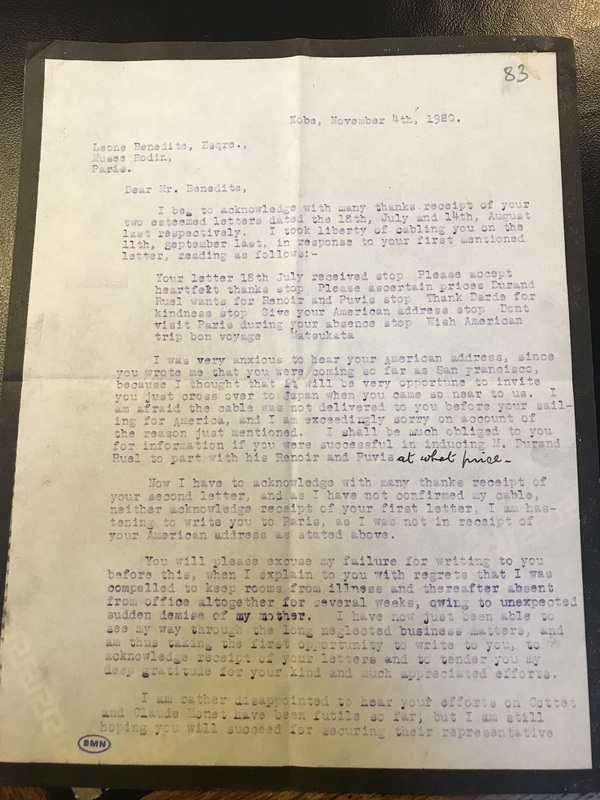 83
Kobe, November 4th, 1920.
Leone Benedite, Esqre.,
Musee Rodin,
Paris.
Dear Mr. Benedite,
I beg to acknowledge with many thanks receipt of your
two esteemed letters dated the 18th, July and 14th, August
last respectively. I took liberty of cabling you on the
11th, september last, in response to your first mentioned
letter, reading as follows:-
Your letter 18th July received stop Please accept
heartfekt thanks stop Please ascertain prices Durand
Ruel wants for Renoir and Puvis stop Thank Darde for
kindness stop Give your American address stop Dont
visit Paris during your absence stop Wish American
trip bon voyage Matsukata
I was very anxious to hear your American address, since
you wrote me that you were coming so far as San Francisco,
because I thought that it will be very opportune to invite
you just cross over to Japan when you came so near to us. I
am afraid the cable was not delivered to you before your sail-
ing for America, and I am exceedingly sorry on account of
the reason just mentioned. I shall be much obliged to you
for information if you were successful in inducing M. Durand
Ruel to part with his Renoir and Puvis at what price.
Now I have to acknowledge with many thanks receipt of
your second letter, and as I have not confirmed my cable,
neither acknowledge receipt of your first letter, I am has-
tening to write you to Paris, as I was not in receipt of
your American address as stated above.
You will please excuse my failure for writing to you
before this, when I explain to you with regrets that I was
compelled to keep rooms from illness and thereafter absent
from office altogether for several weeks, owing to unexpected
sudden demise of my mother. I have now just been able to
see my way through the long neglected business matters, and
am thus taking the first opportunity to write to you, to
acknowledge receipt of your letters and to tender you my
deep gratitude for your kind and much appreciated efforts.
I am rather disappointed to hear your efforts on Cottet
and Claude Monet have been futile so far; but I am still
hoping you will succeed for securing their representative
BMN